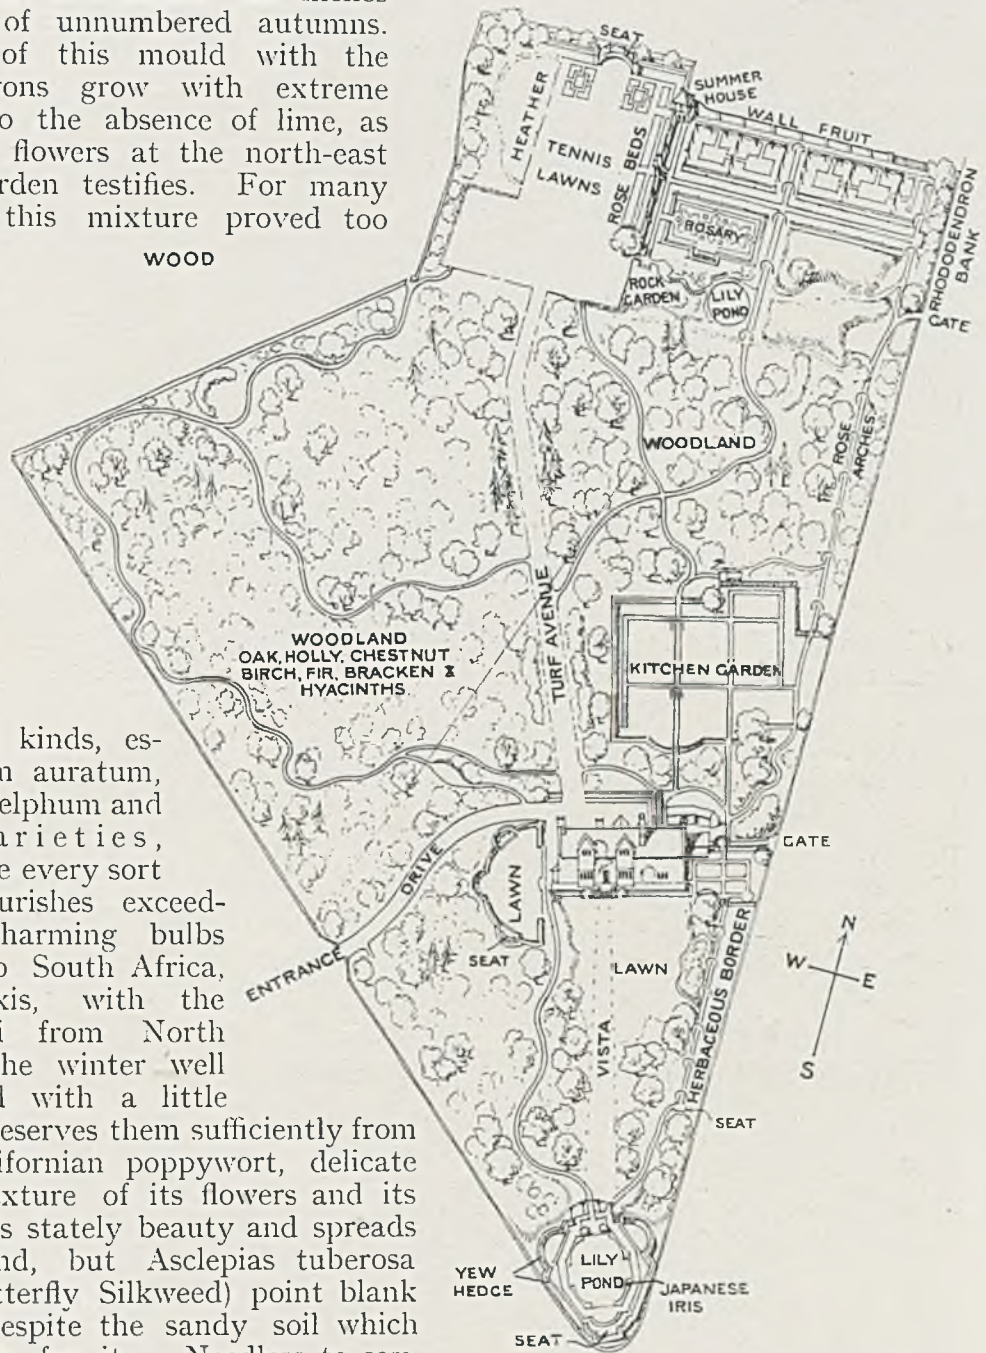 of unnumbered autumns.
of this mould with the
rons grow with extreme
o the absence of lime, as
flowers at the north-east
rden testifies. For many
this mixture proved too
WOOD
SEAT
SUMMER
HOUSE
WALL FRUIT
HEATHER
TENNIS
LAWNS
ROSE BEDS
ROSARY
RHODODENDRON
BANK
ROCK
GARDEN
LILY
POND
GATE
WOODLAND
ROSE
ARCHES
TURF AVENUE
WOODLAND
OAK, HOLLY, CHESTNUT
BIRCH, FIR, BRACKEN &
HYACINTHS.
KITCHEN GARDEN
GATE
DRIVE
LAWN
ENTRANCE
SEAT
LAWN
VISTA
HERBACEOUS BORDER
N
W
E
S
SEAT
YEW
HEDGE
LILY
POND
JAPANESE
IRIS
SEAT
kinds, es-
m auratum,
elphum and
arieties,
e every sort
urishes exceed-
harming bulbs
o South Africa,
xis, with the
i from North
he winter well
d with a little
eserves them sufficiently from
ifornian poppywort, delicate
exture of its flowers and its
s stately beauty and spreads
nd, but Asclepias tuberosa
tterfly Silkweed) point blank
espite the sandy soil which